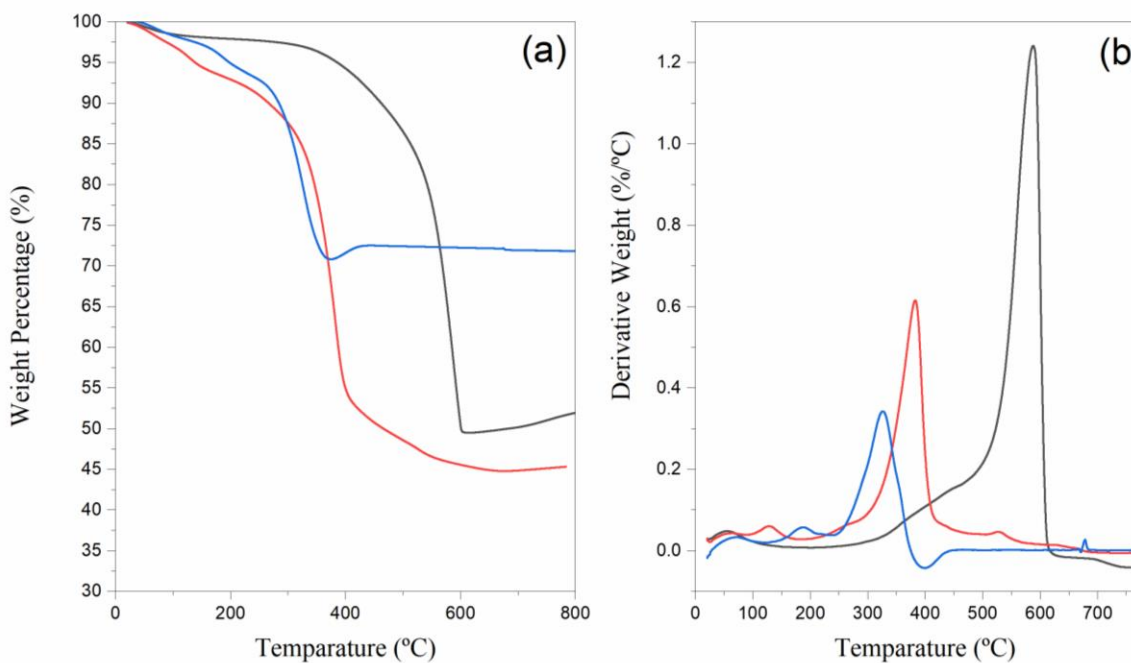 (a)
100
95
90
85
80
75
70
65
60
55
50
45
40
35
30
Weight Percentage (%)
0 200 400 600 800
Temparature (ºC)
(b)
1.2
1.0
0.8
0.6
0.4
0.2
0.0
Derivative Weight (%/ºC)
0 100 200 300 400 500 600 700
Temparature (ºC)